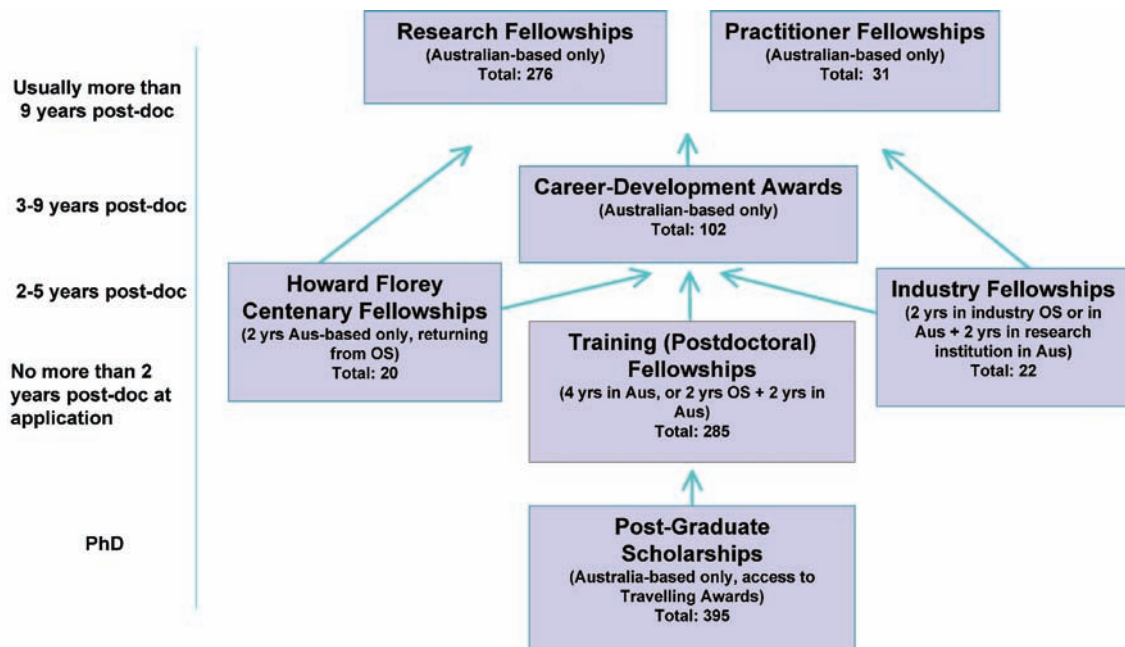 Research Fellowships
(Australian-based only)
Total: 276
Practitioner Fellowships
(Australian-based only)
Total:  31
Usually more than
9 years post-doc
Career-Development Awards
(Australian-based only)
Total: 102
3-9 years post-doc
2-5 years post-doc
Howard Florey
Centenary Fellowships
(2 yrs Aus-based only, returning
from OS)
Total: 20
Industry Fellowships
(2 yrs in industry OS or in
Aus + 2 yrs in research
institution in Aus)
Total: 22
Training (Postdoctoral)
Fellowships
(4 yrs in Aus, or 2 yrs OS + 2 yrs in
Aus)
Total: 285
No more than 2
years post-doc at
application
PhD
Post-Graduate
Scholarships
(Australia-based only, access to
Travelling Awards)
Total: 395